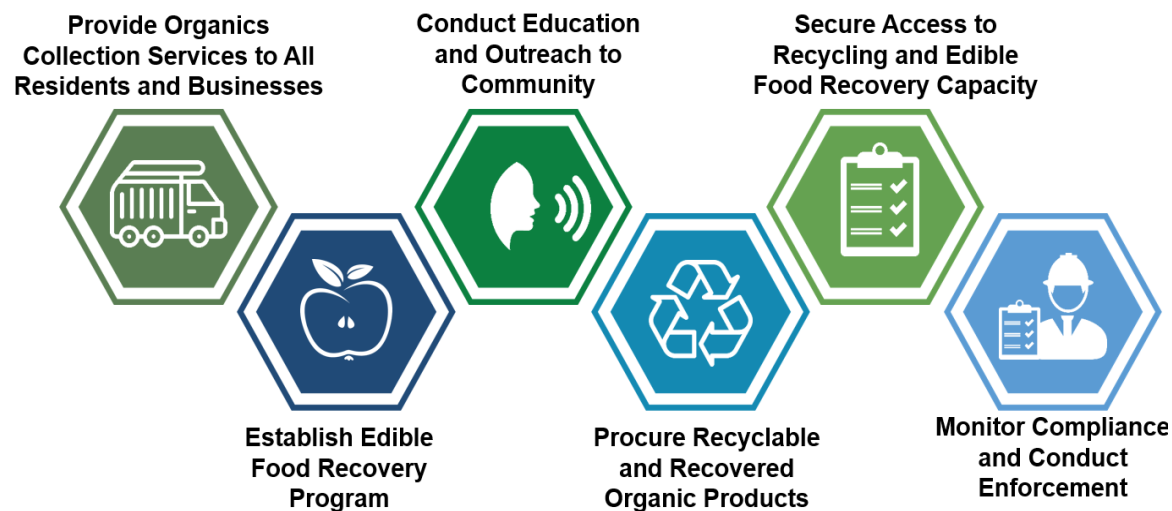 Provide Organics
Collection Services to All
Residents and Businesses
Establish Edible
Food Recovery
Program
Conduct Education
and Outreach to
Community
Procure Recyclable
and Recovered
Organic Products
Secure Access to
Recycling and Edible
Food Recovery Capacity
Monitor Compliance
and Conduct
Enforcement